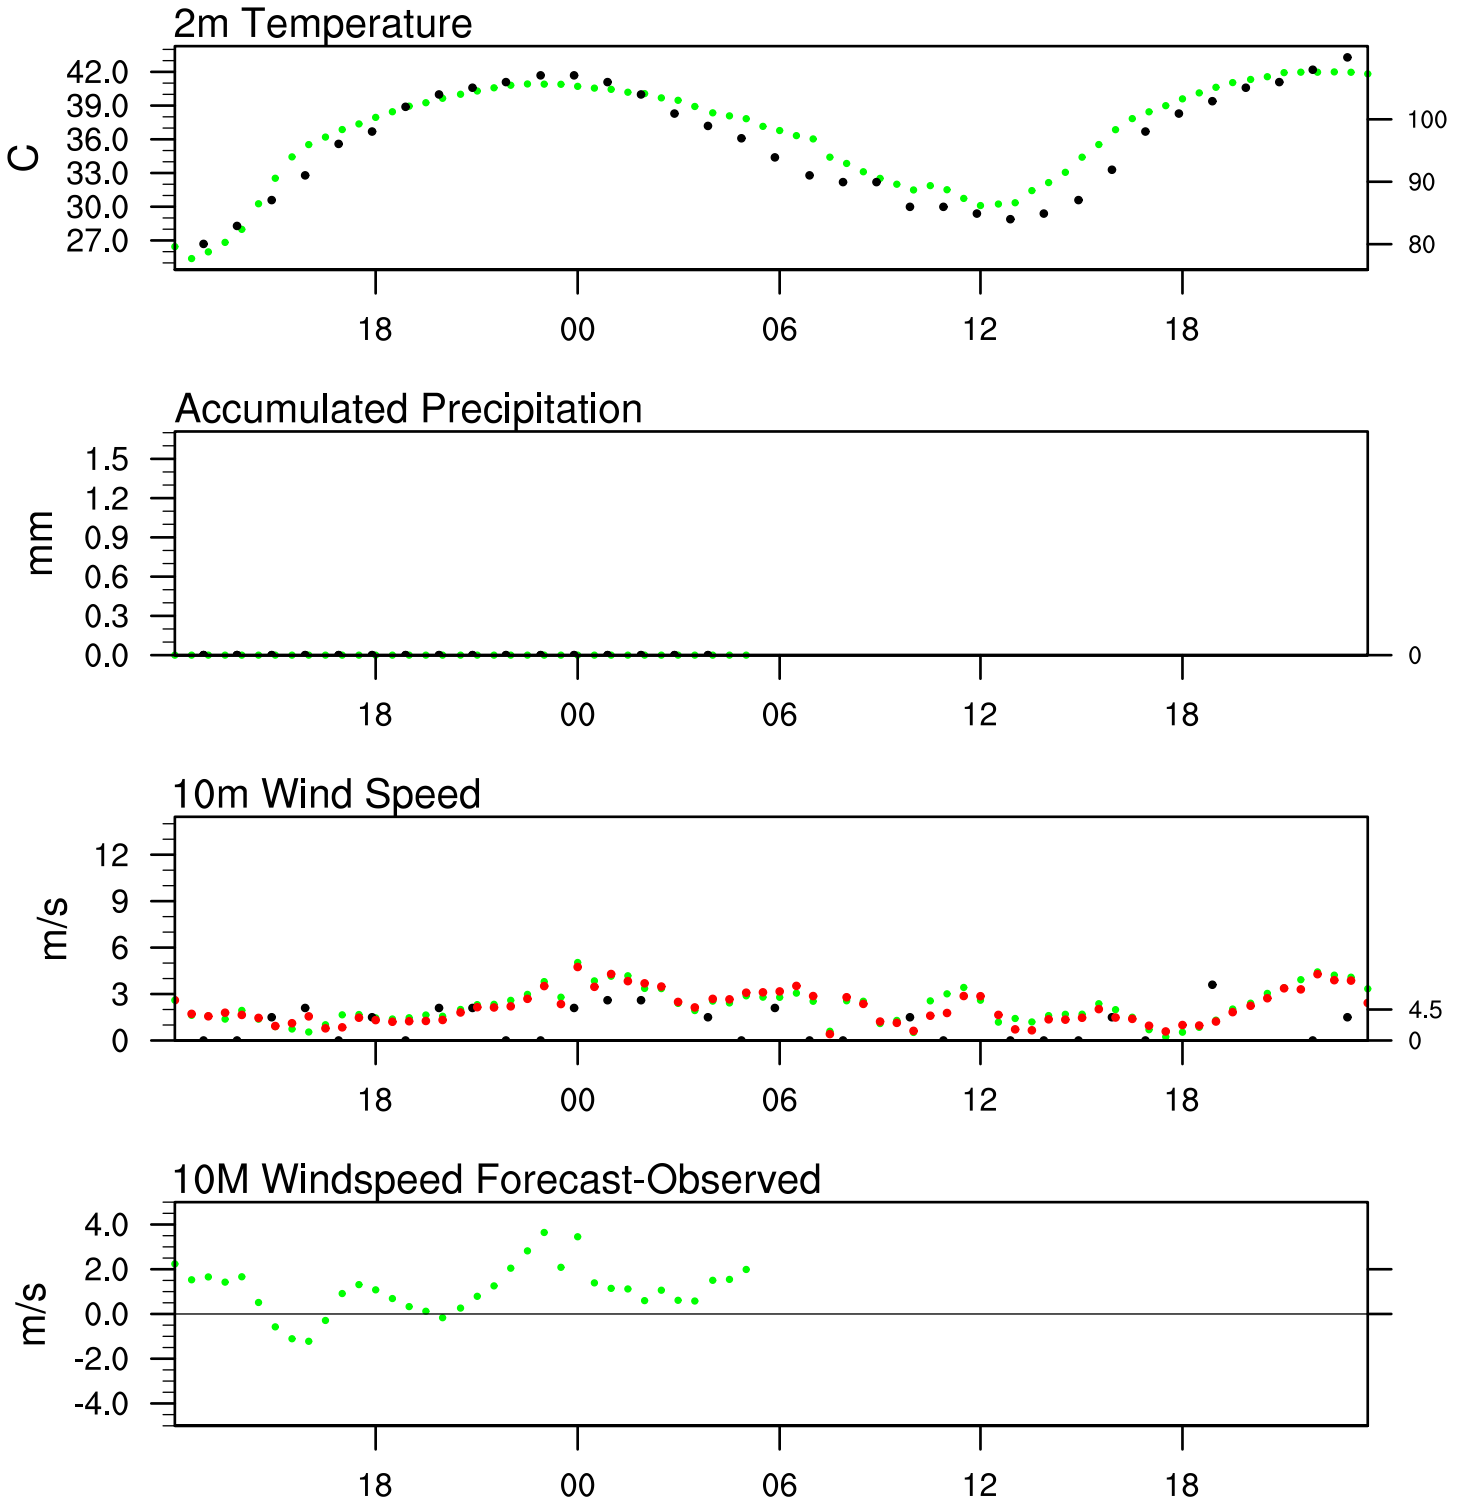 2m Temperature
42.0
39.0
36.0
33.0
30.0
27.0
C
100
90
80
18 00 06 12 18
Accumulated Precipitation
1.5
1.2
0.9
0.6
0.3
0.0
mm
0
18 00 06 12 18
10m Wind Speed
12
9
6
3
0
m/s
4.5
0
18 00 06 12 18
10M Windspeed Forecast-Observed
4.0
2.0
0.0
-2.0
-4.0
m/s
18 00 06 12 18